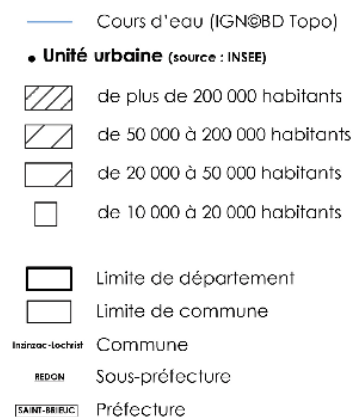 Cours d'eau (IGN©BD Topo)
• Unité urbaine (source : INSEE)
de plus de 200 000 habitants
de 50 000 à 200 000 habitants
de 20 000 à 50 000 habitants
de 10 000 à 20 000 habitants
Limite de département
Limite de commune
Inzinzac-Lochrist Commune
REDON Sous-préfecture
SAINT-BRIEUC Préfecture